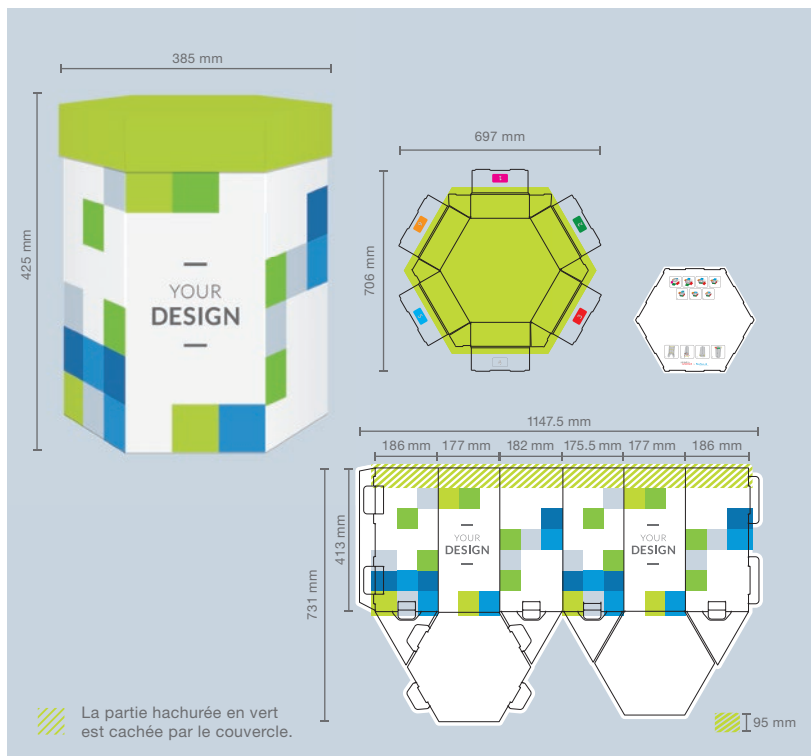 385 mm
425 mm
YOUR
DESIGN
697 mm
706 mm
1
1147.5 mm
186 mm 177 mm 182 mm 175.5 mm 177 mm 186 mm
413 mm
731 mm
YOUR
DESIGN
YOUR
DESIGN
La partie hachurée en vert
est cachée par le couvercle.
95 mm